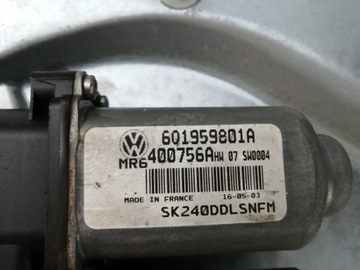 6Q1959801A
MR6 400756A HW 07 SW0004
MADE IN FRANCE 16-05-03
SK240DDLSNFM